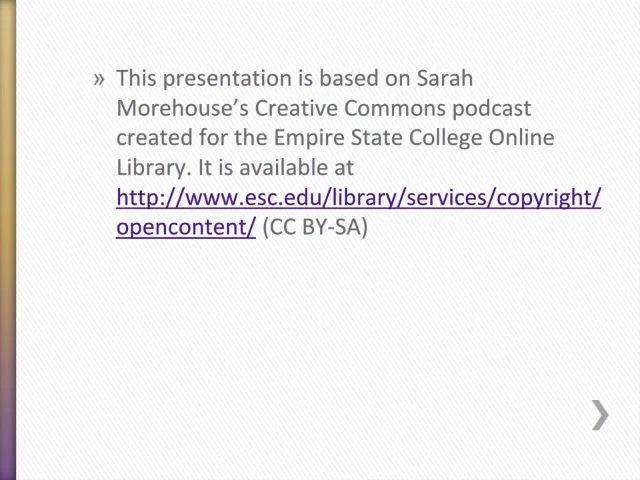 » This presentation is based on Sarah
Morehouse’s Creative Commons podcast
created for the Empire State College Online
Library. It is available at
http://www.esc.edu/library/services/copyright/
opencontent/ (CC BY-SA)